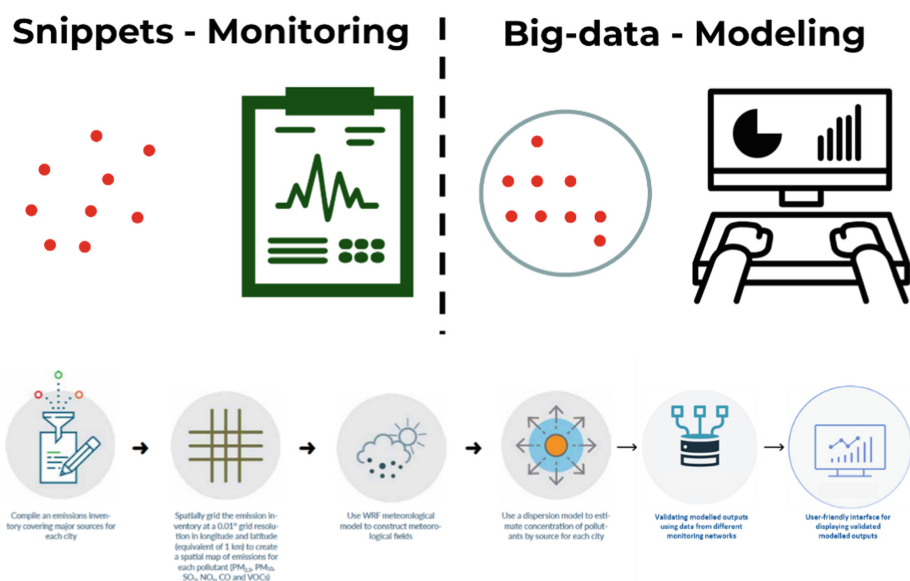 Snippets - Monitoring
Big-data - Modeling
Compile an emissions inven-
tory covering major sources for
each city
Spatially grid the emission in-
ventory at a 0.01° grid resolu-
tion in longitude and latitude
(equivalent of 1 km) to create
a spatial map of emissions for
each pollutant (PM2.5, PM10,
SO2, NOx, CO and VOCs)
Use WRF meteorological
model to construct meteoro-
logical fields
Use a dispersion model to esti-
mate concentration of pollut-
ants by source for each city
Validating modelled outputs
using data from different
monitoring networks
User-friendly interface for
displaying validated
modelled outputs